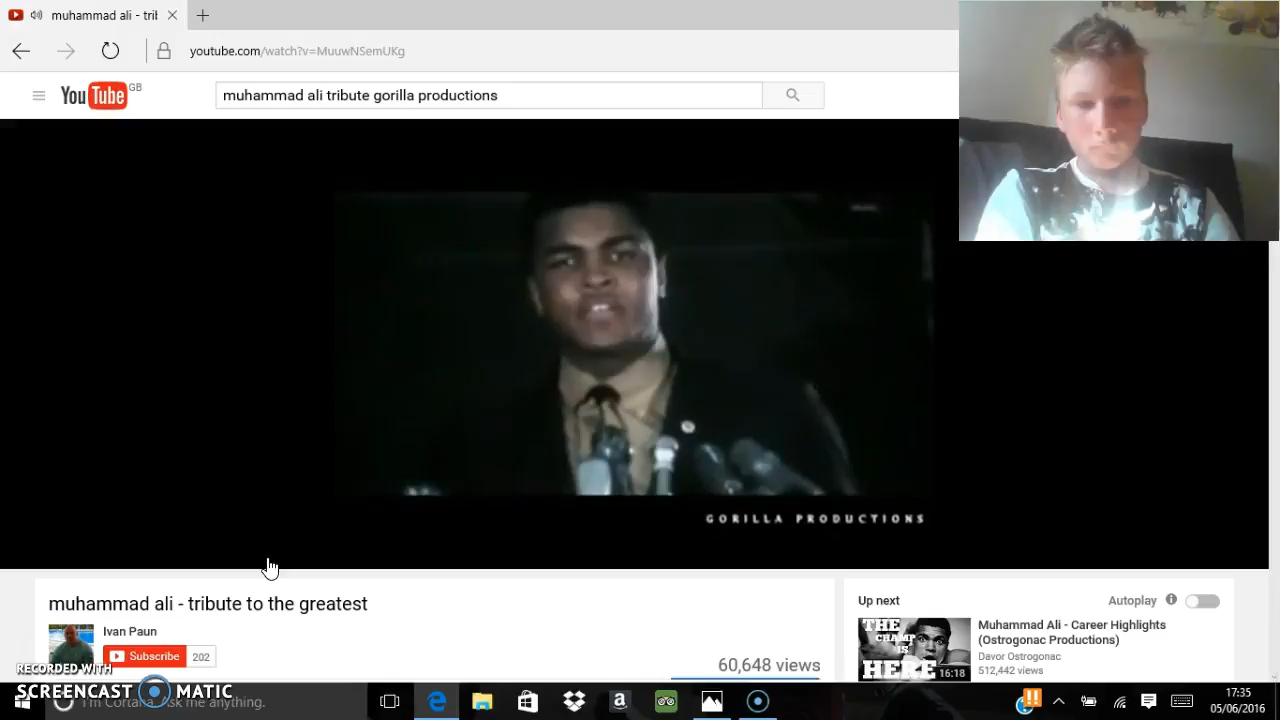 muhammad ali - trib
youtube.com/watch?v=MuuwNSemUKg
YouTube GB
muhammad ali tribute gorilla productions
GORILLA PRODUCTIONS
muhammad ali - tribute to the greatest
Ivan Paun
Subscribe 202
60,648 views
Up next
Autoplay
THE
CHAMP
IS
HERE
16:18
Muhammad Ali - Career Highlights
(Ostrogonac Productions)
Davor Ostrogonac
512,442 views
RECORDED WITH
SCREENCAST MATIC
I'm Cortana. Ask me anything.
17:35
05/06/2016